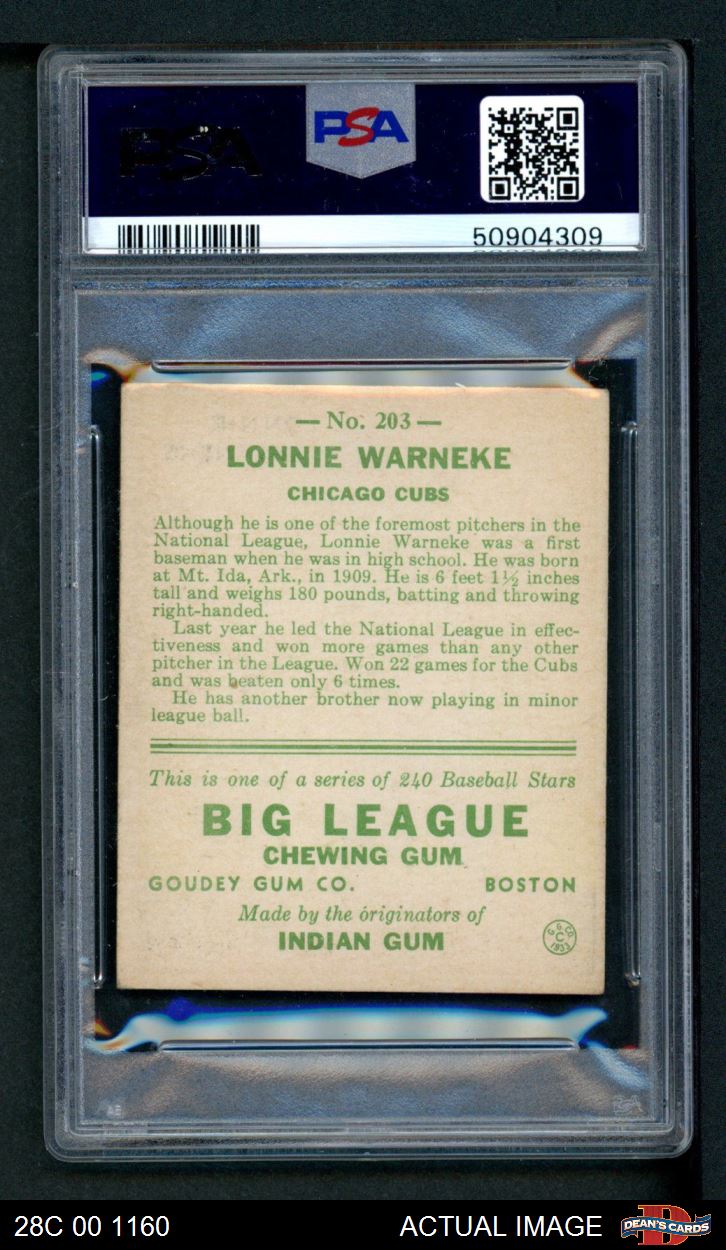 PSA
PSA
50904309
— No. 203 —
LONNIE WARNEKE
CHICAGO CUBS
Although he is one of the foremost pitchers in the
National League, Lonnie Warneke was a first
baseman when he was in high school. He was born
at Mt. Ida, Ark., in 1909. He is 6 feet 1½ inches
tall and weighs 180 pounds, batting and throwing
right-handed.
Last year he led the National League in effec-
tiveness and won more games than any other
pitcher in the League. Won 22 games for the Cubs
and was beaten only 6 times.
He has another brother now playing in minor
league ball.
This is one of a series of 240 Baseball Stars
BIG LEAGUE
CHEWING GUM
GOUDEY GUM CO. BOSTON
Made by the originators of
INDIAN GUM
G. G. CO.
C
1933
28C 00 1160
ACTUAL IMAGE
D
DEAN'S CARDS